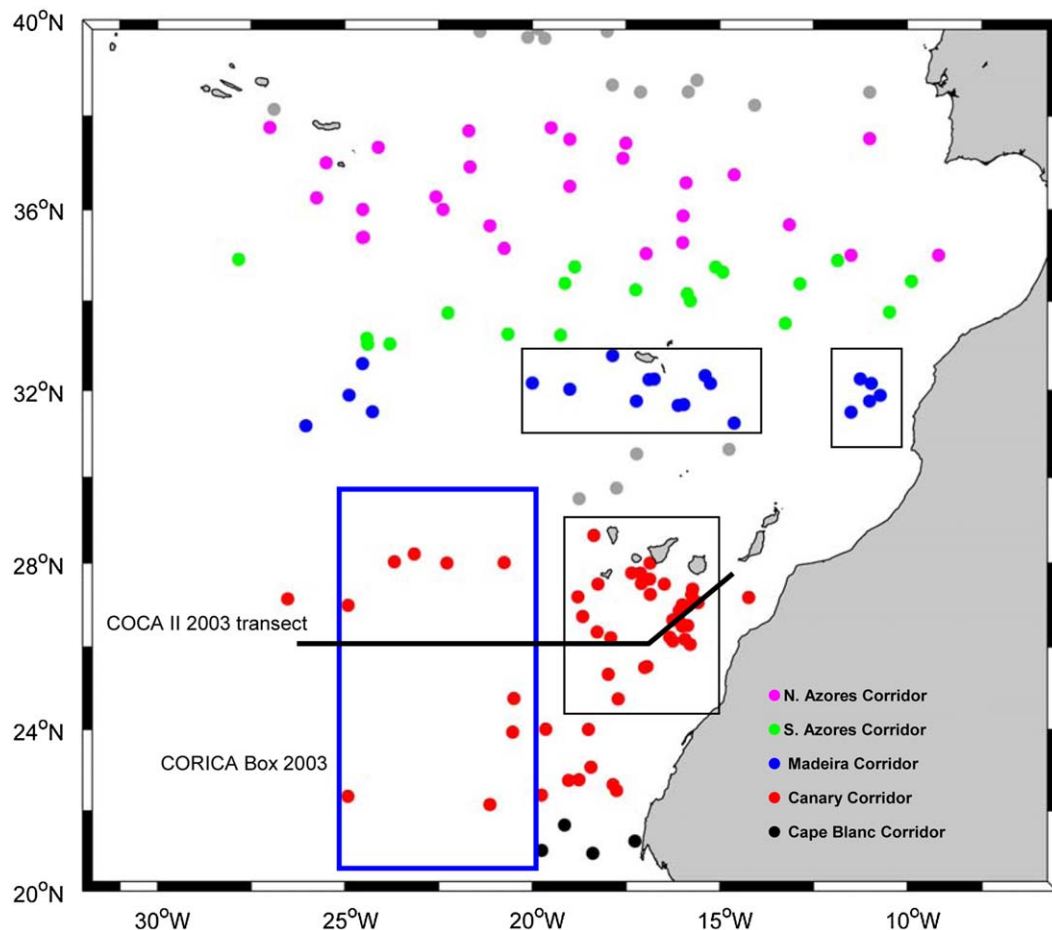 40°N
36°N
32°N
28°N
COCA II 2003 transect
N. Azores Corridor
S. Azores Corridor
24°N
CORICA Box 2003
Madeira Corridor
Canary Corridor
Cape Blanc Corridor
20°N
30°W 25°W 20°W 15°W 10°W